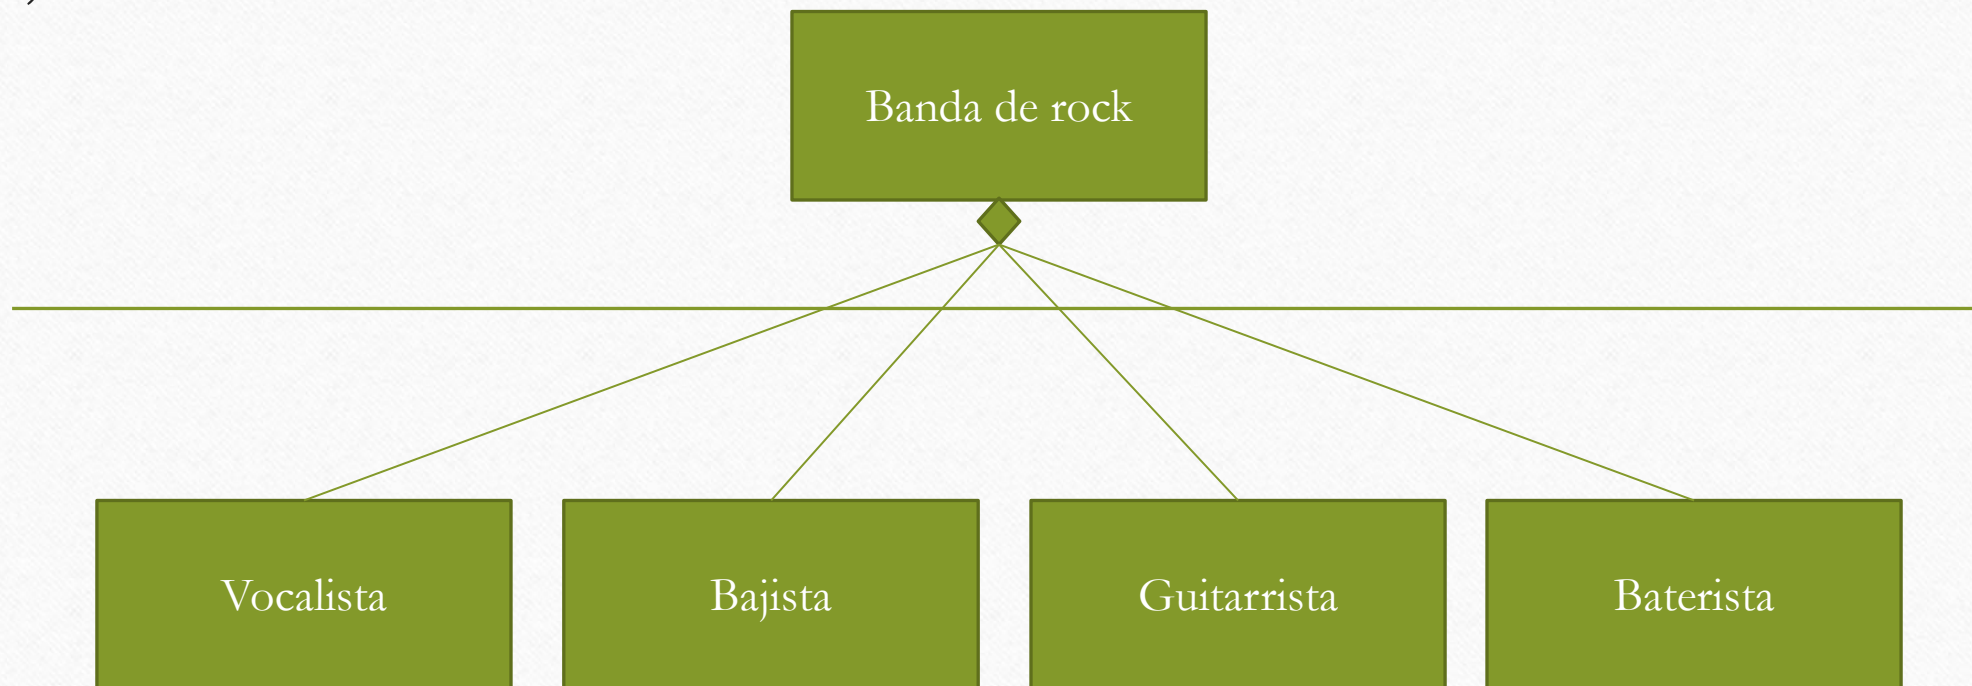 Banda de rock
Vocalista
Bajista
Guitarrista
Baterista